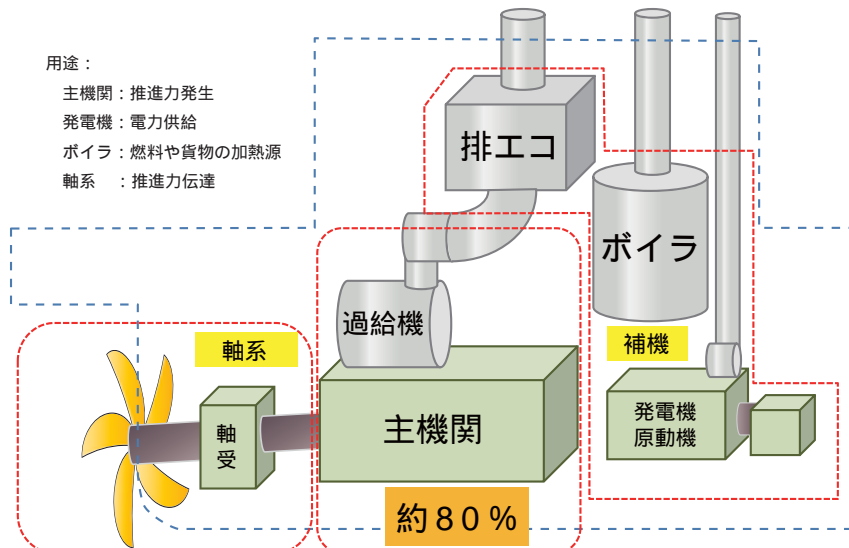 用途：
主機関：推進力発生
発電機：電力供給
ボイラ：燃料や貨物の加熱源
軸系　：推進力伝達
排エコ
ボイラ
過給機
軸系
補機
軸
受
主機関
発電機
原動機
約８０％